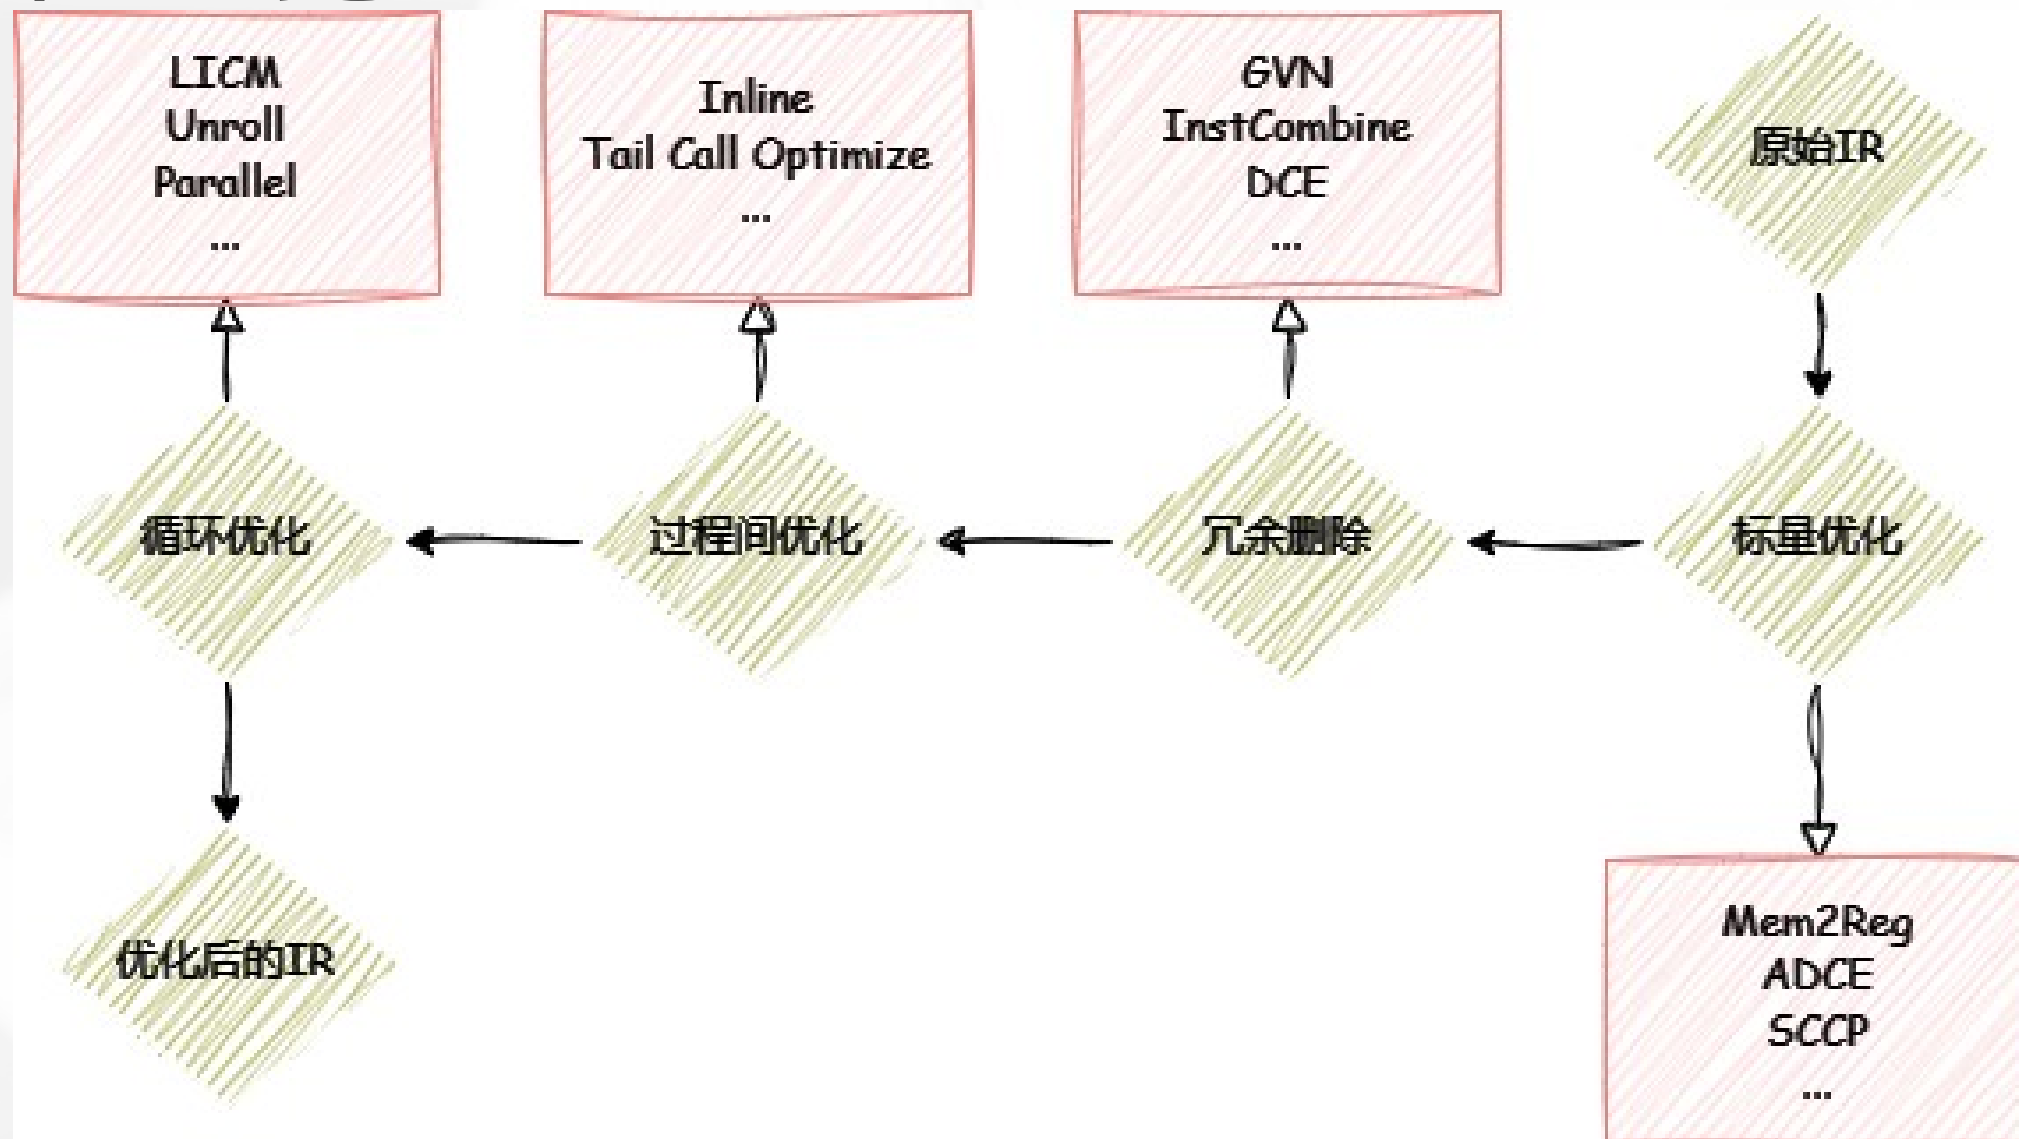 LICM
Unroll
Parallel
...
Inline
Tail Call Optimize
...
GVN
InstCombine
DCE
...
原始IR
循环优化
过程间优化
冗余删除
标量优化
优化后的IR
Mem2Reg
ADCE
SCCP
...